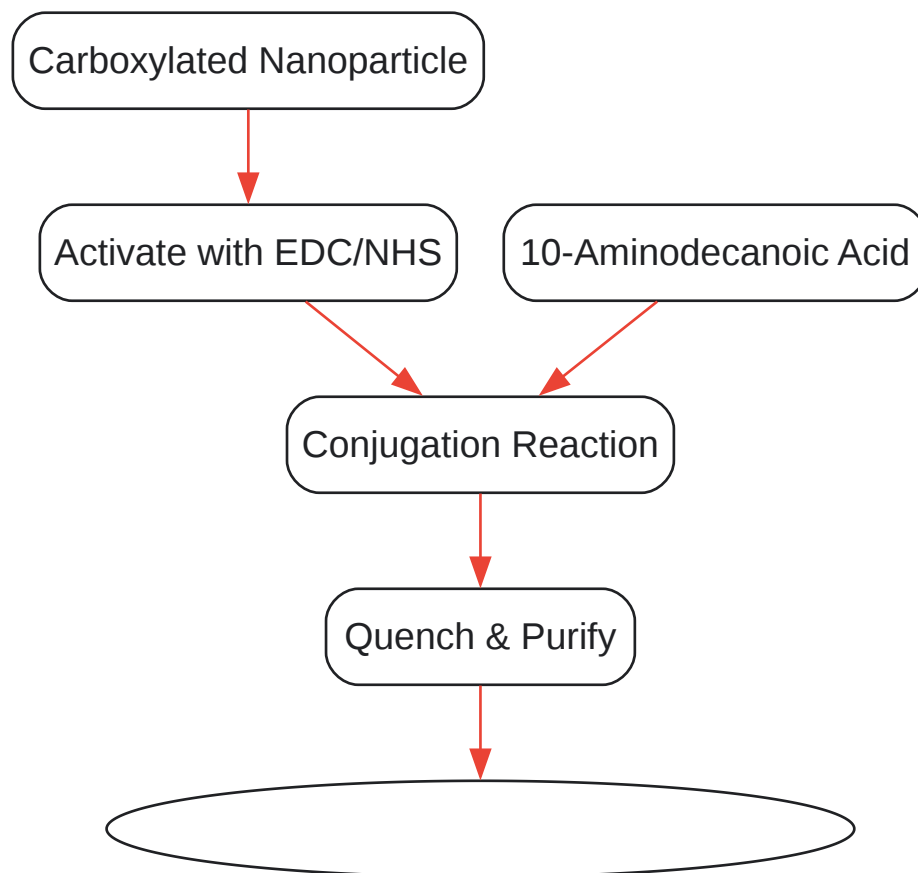 Carboxylated Nanoparticle
Activate with EDC/NHS
10-Aminodecanoic Acid
Conjugation Reaction
Quench & Purify